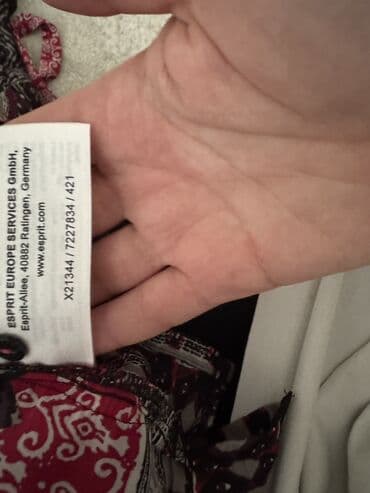 ESPRIT EUROPE SERVICES GmbH,
Esprit-Allee, 40882 Ratingen, Germany
www.esprit.com
X21344 / 7227834 / 421